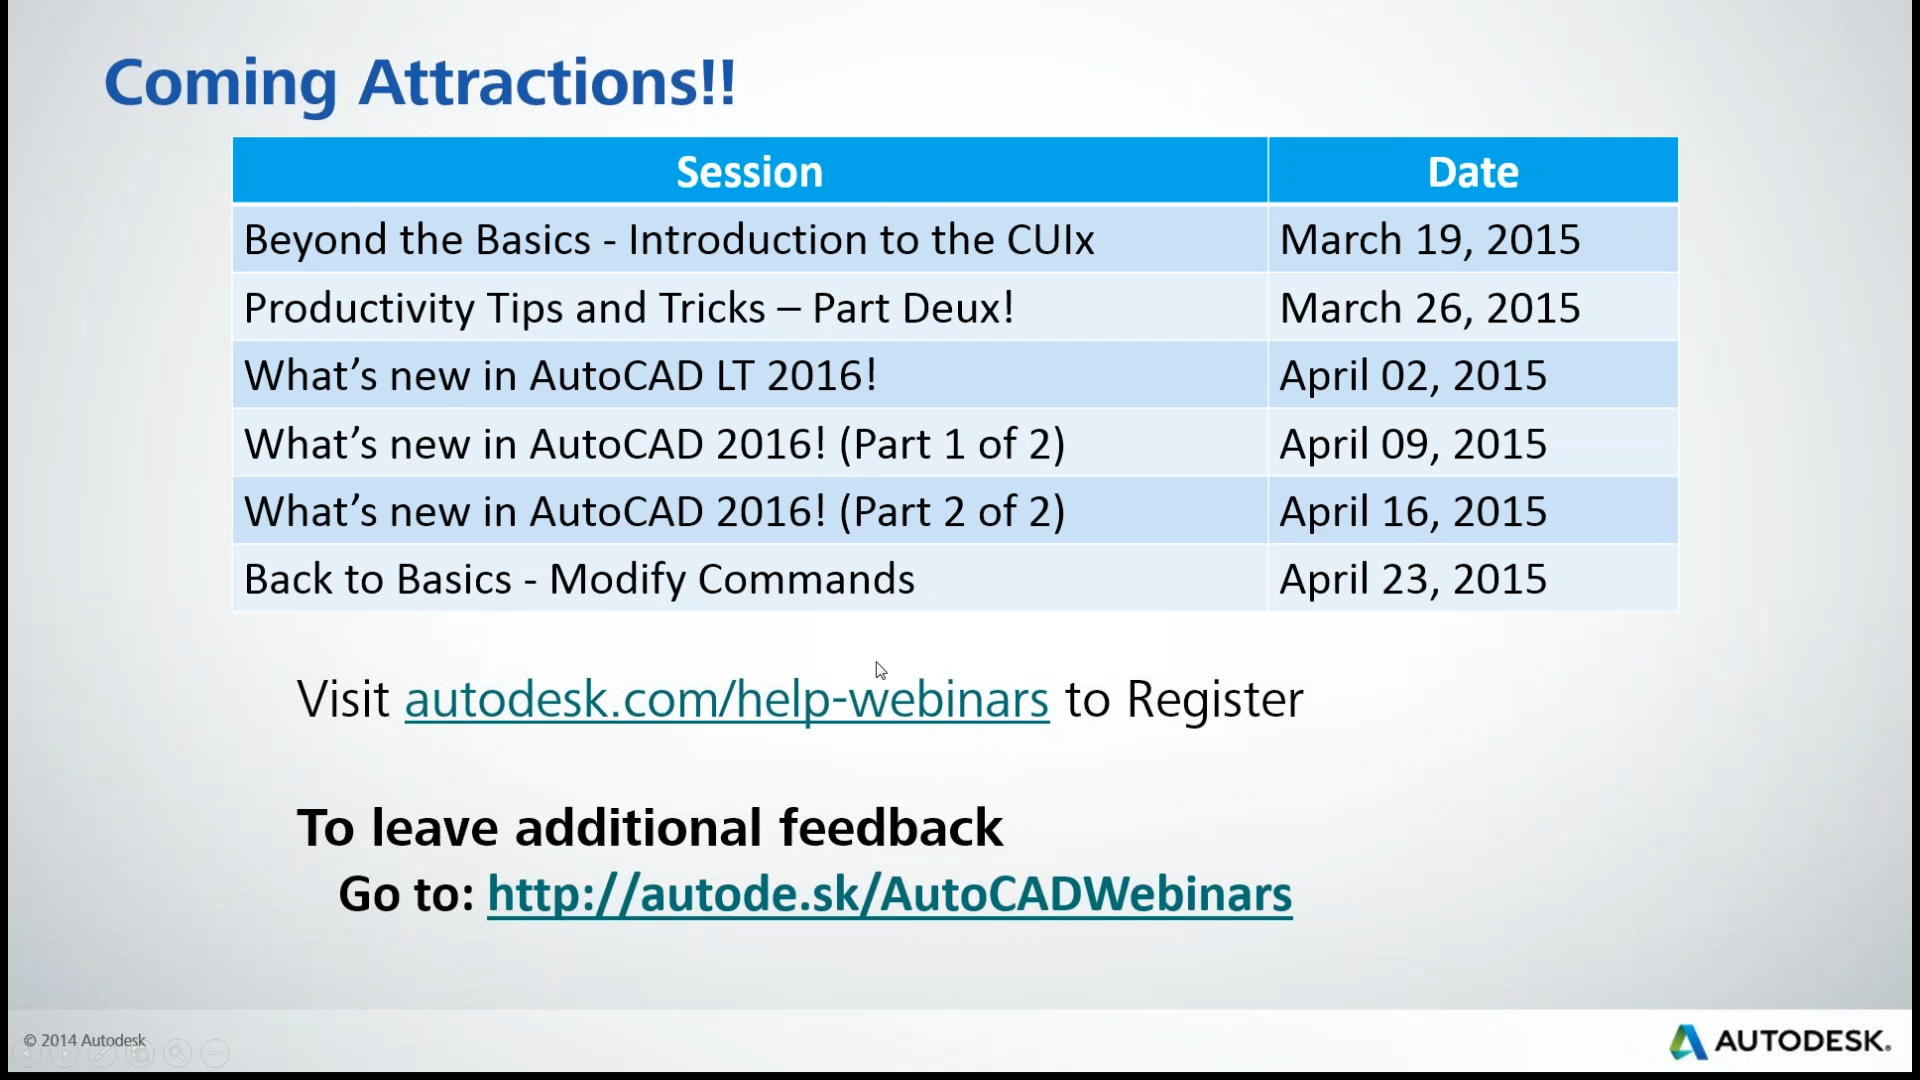 Coming Attractions!!
Session Date
Beyond the Basics - Introduction to the CUIx March 19, 2015
Productivity Tips and Tricks – Part Deux! March 26, 2015
What’s new in AutoCAD LT 2016! April 02, 2015
What’s new in AutoCAD 2016! (Part 1 of 2) April 09, 2015
What’s new in AutoCAD 2016! (Part 2 of 2) April 16, 2015
Back to Basics - Modify Commands April 23, 2015
Visit autodesk.com/help-webinars to Register
To leave additional feedback
Go to: http://autode.sk/AutoCADWebinars
© 2014 Autodesk
AUTODESK.